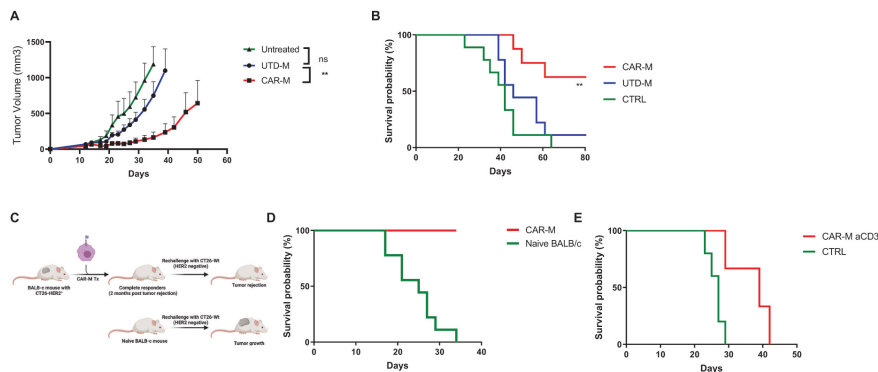 A
Tumor Volume (mm3)
1500
1000
500
0
0 10 20 30 40 50 60
Days
Untreated
UTD-M
CAR-M
ns
**
B
Survival probability (%)
100
50
0
0 20 40 60 80
Days
**
CAR-M
UTD-M
CTRL
C
BALB-c mouse with
CT26-HER2⁺
CAR-M Tx
Complete responders
(2 months post tumor rejection)
Rechallenge with CT26-Wt
(HER2 negative)
Tumor rejection
Naive BALB-c mouse
Rechallenge with CT26-Wt
(HER2 negative)
Tumor growth
D
Survival probability (%)
100
50
0
0 10 20 30 40
Days
CAR-M
Naive BALB/c
E
Survival probability (%)
100
50
0
0 10 20 30 40 50
Days
CAR-M aCD3
CTRL